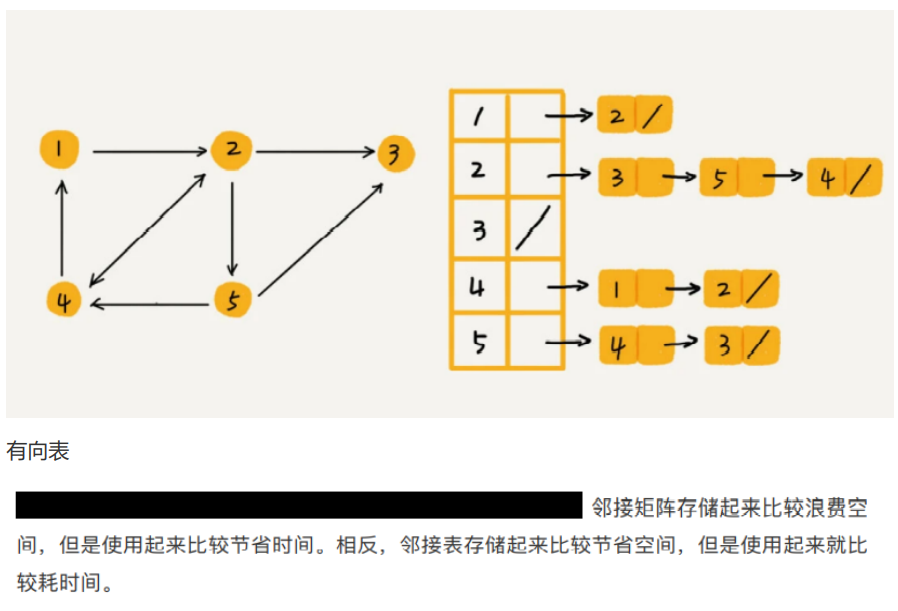 1 2 3
4 5
1 2
2 3 5 4
3
4 1 2
5 4 3
有向表
邻接矩阵存储起来比较浪费空
间，但是使用起来比较节省时间。相反，邻接表存储起来比较节省空间，但是使用起来就比
较耗时间。